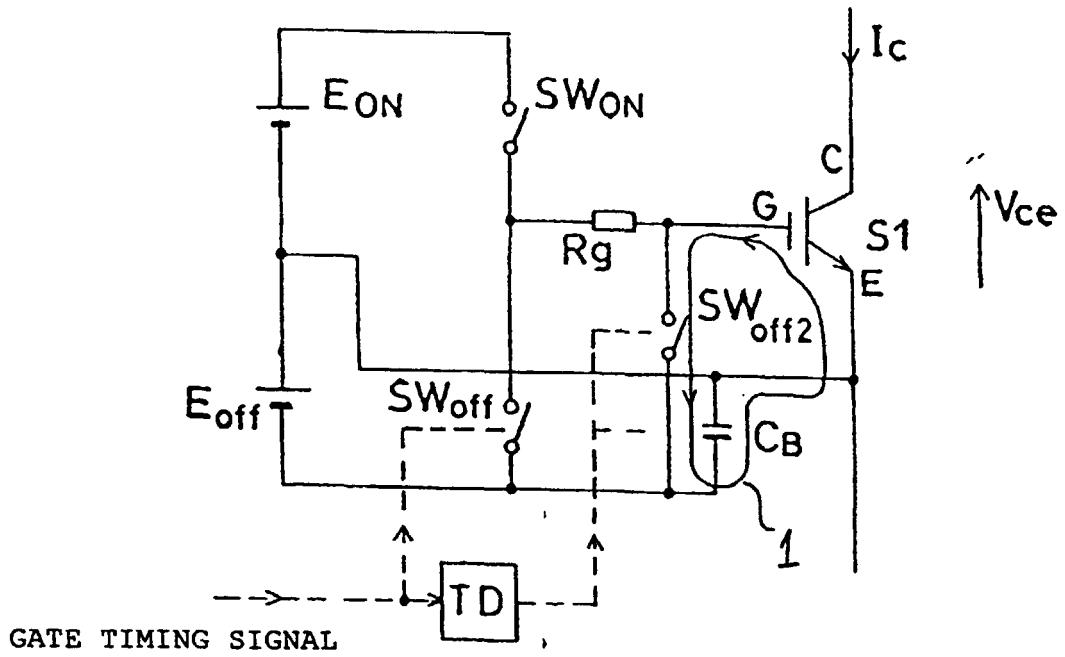 Ic
EON
SWON
C
G
Vce
S1
Rg
E
SWoff2
Eoff
SWoff
CB
1
TD
GATE TIMING SIGNAL